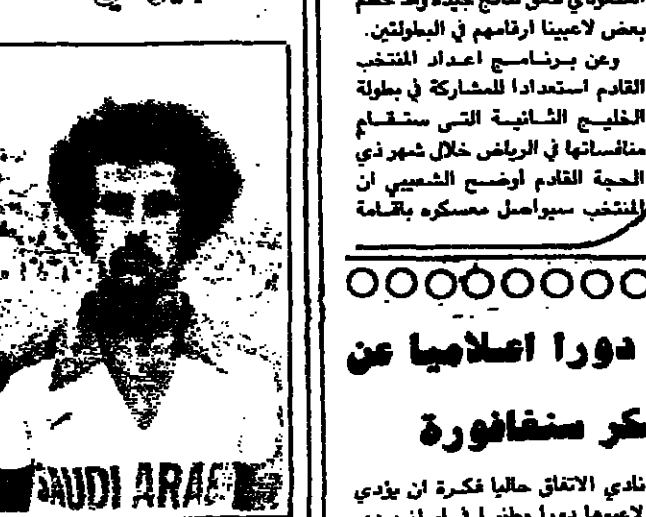 بعض لاعبينا ارقامهم في البطولتين.
وعن برنامج اعداد المنتخب
القادم استعدادا للمشاركة في بطولة
الخليج الثانية التي ستقام
منافساتها في الرياض خلال شهر ذي
الحجة القادم أوضح الشعيبي ان
المنتخب سيواصل معسكره باقامة
دورا اعلاميا عن
كر سنغافورة
نادي الاتفاق حاليا فكرة ان يؤدي
SAUDI ARAB